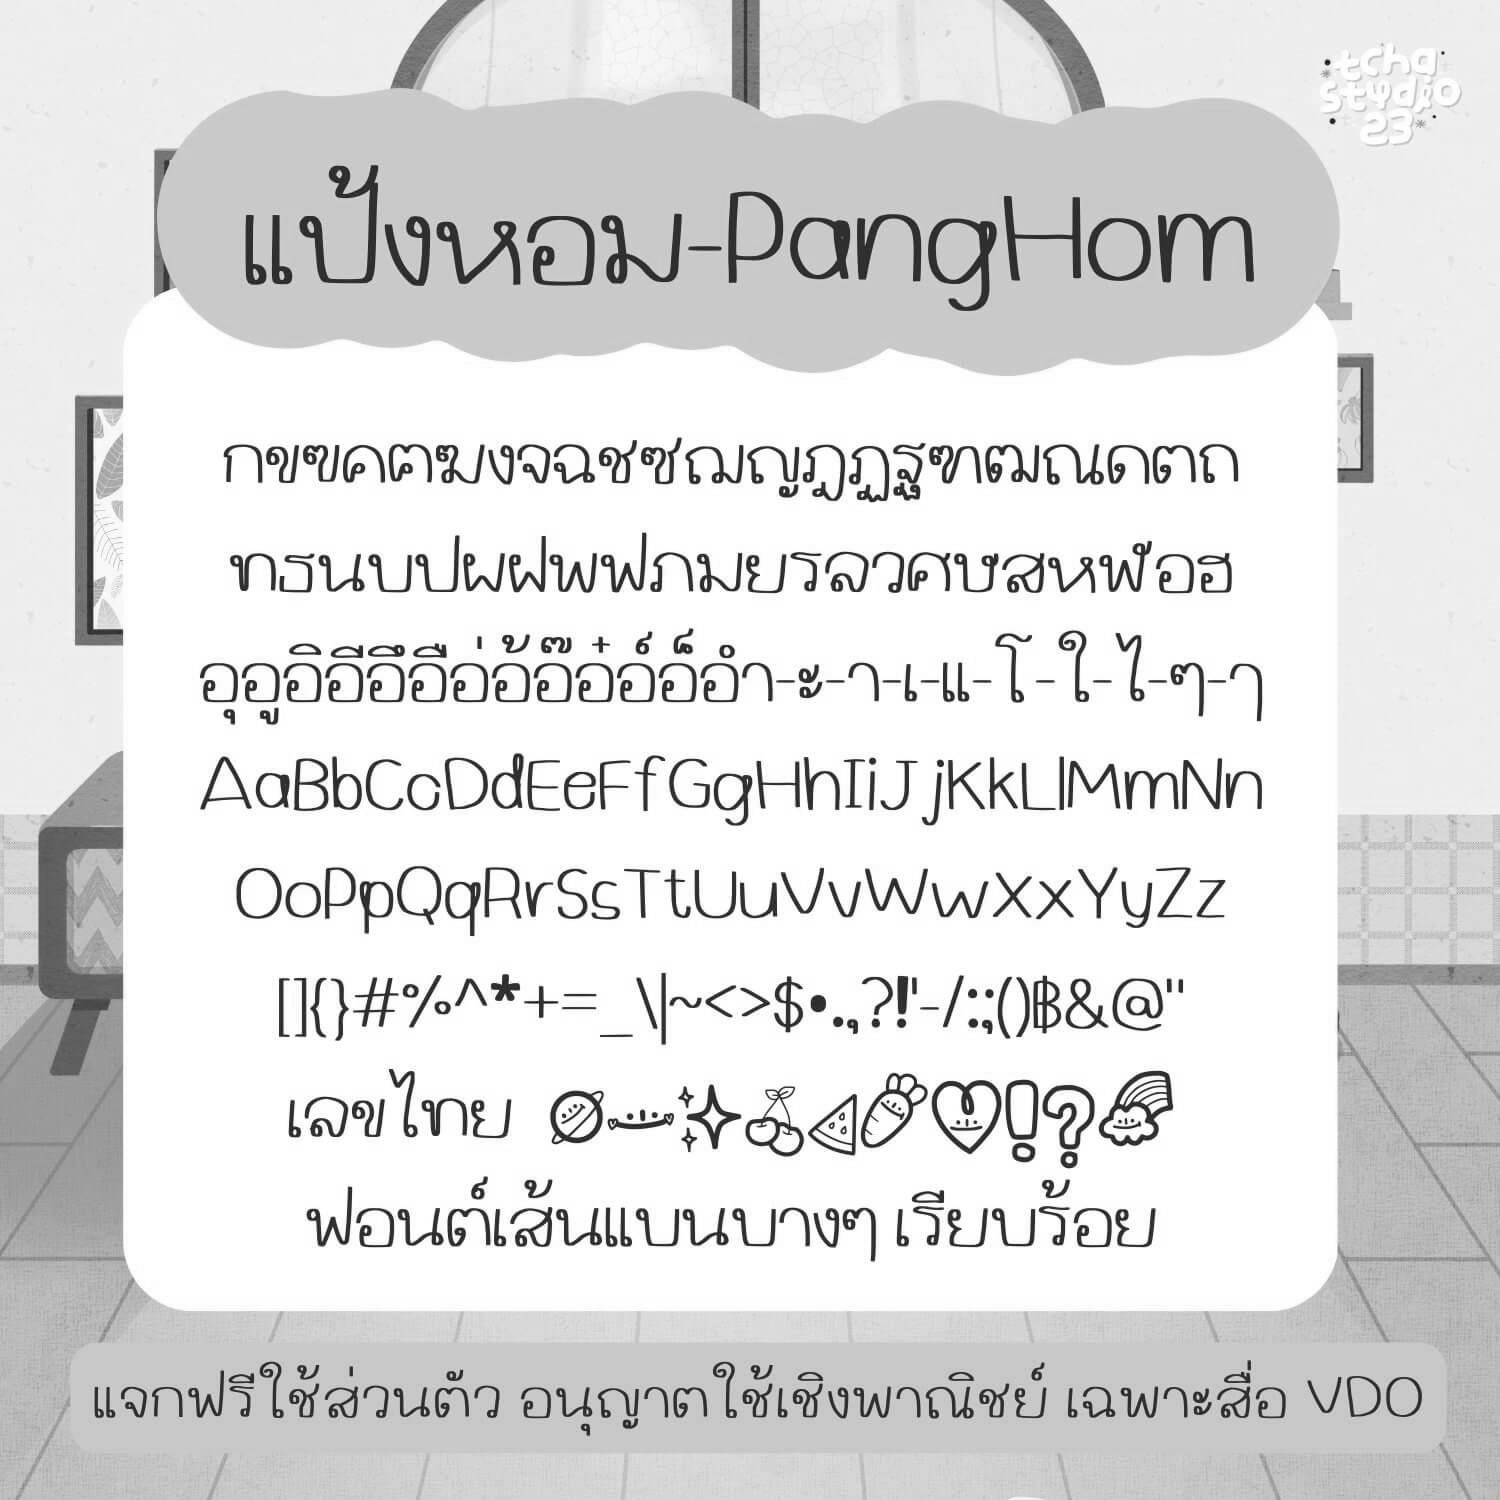 tcha
studio
23
แป้งหอม-PangHom
กขฃคฅฆงจฉชซฌญฎฏฐฑฒณดตถ
ทธนบปผฝพฟภมยรลวศษสหฬอฮ
อุอูอิอีอึอือ่อ้อ๊อ๋อ์อ็อำ-ะ-า-เ-แ-โ-ใ-ไ-ๆ-ๅ
AaBbCcDdEeFfGgHhIiJjKkLlMmNn
OoPpQqRrSsTtUuVvWwXxYyZz
[]{}#%^*+=_\|~<>$•.,?!'-/:;()฿&@"
เลขไทย
ฟอนต์เส้นแบนบางๆ เรียบร้อย
แจกฟรีใช้ส่วนตัว อนุญาตใช้เชิงพาณิชย์ เฉพาะสื่อ VDO